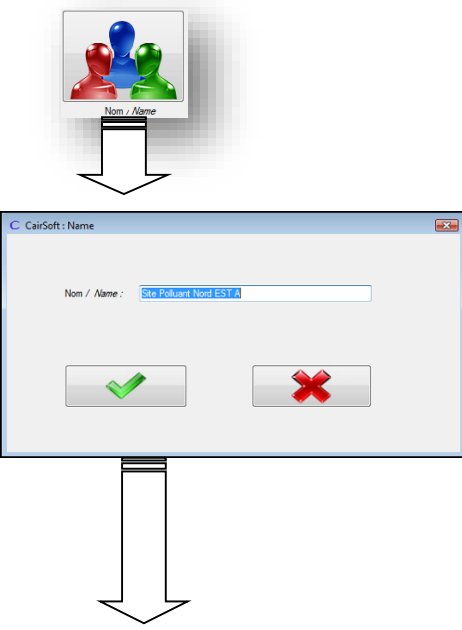 Nom / Name
CairSoft : Name
Nom / Name :
Site Polluant Nord EST A